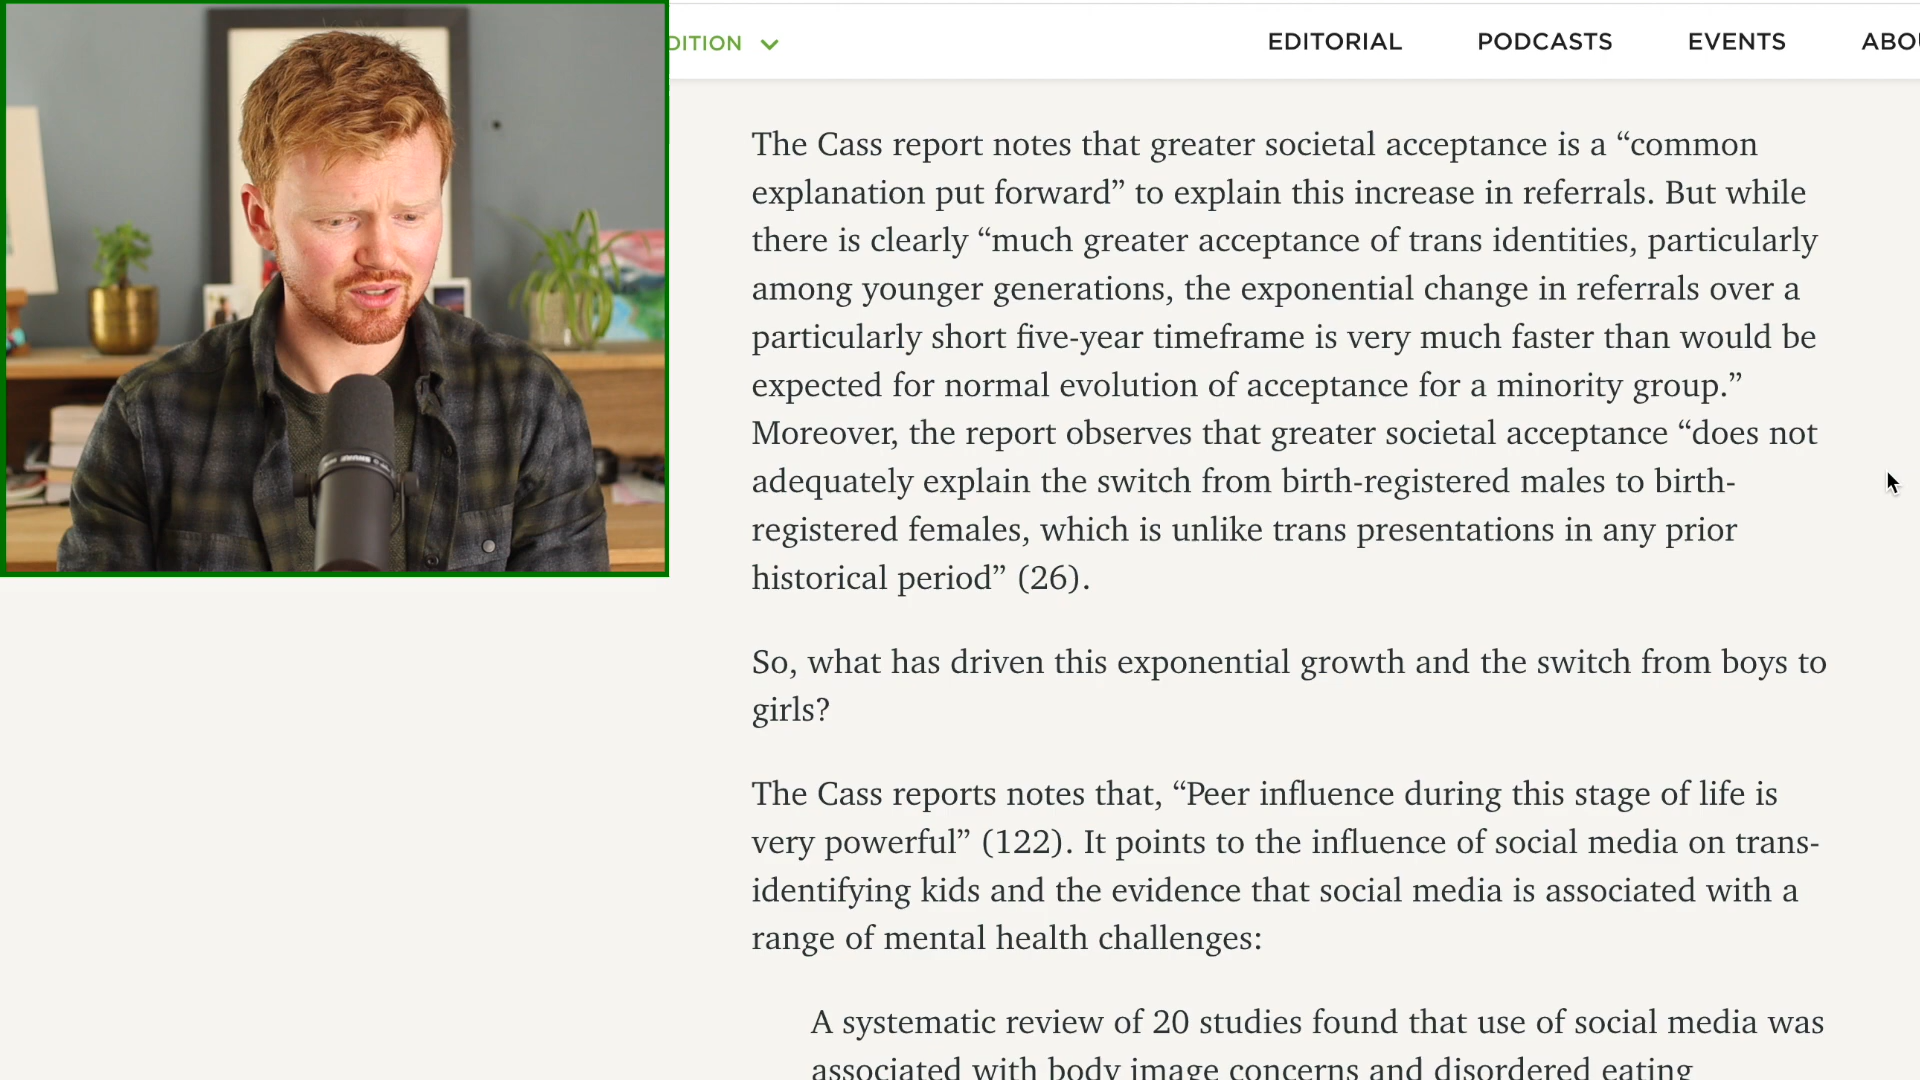 DITION
EDITORIAL
PODCASTS
EVENTS
ABO
The Cass report notes that greater societal acceptance is a “common
explanation put forward” to explain this increase in referrals. But while
there is clearly “much greater acceptance of trans identities, particularly
among younger generations, the exponential change in referrals over a
particularly short five-year timeframe is very much faster than would be
expected for normal evolution of acceptance for a minority group.”
Moreover, the report observes that greater societal acceptance “does not
adequately explain the switch from birth-registered males to birth-
registered females, which is unlike trans presentations in any prior
historical period” (26).
So, what has driven this exponential growth and the switch from boys to
girls?
The Cass reports notes that, “Peer influence during this stage of life is
very powerful” (122). It points to the influence of social media on trans-
identifying kids and the evidence that social media is associated with a
range of mental health challenges:
A systematic review of 20 studies found that use of social media was
associated with body image concerns and disordered eating